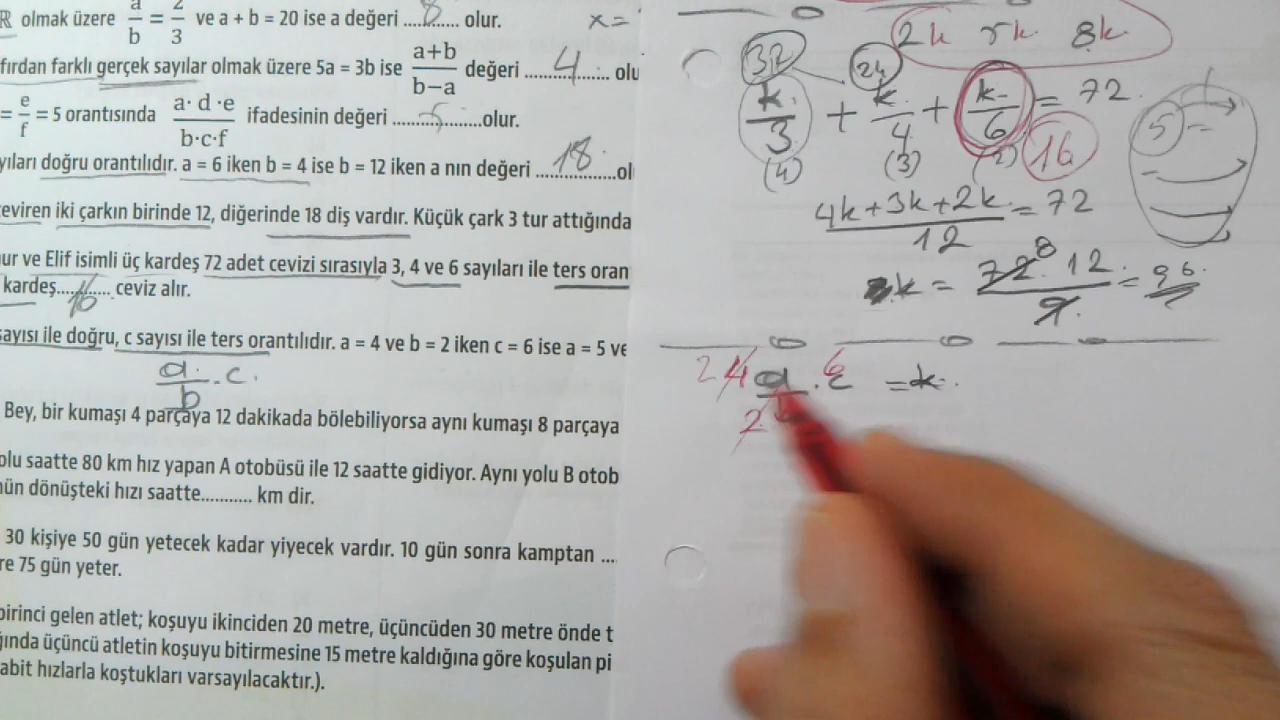 R olmak üzere a/b = 2/3 ve a + b = 20 ise a değeri ....8...... olur.
fırdan farklı gerçek sayılar olmak üzere 5a = 3b ise a+b/b−a değeri .......4....... olu
= e/f = 5 orantısında a·d·e/b·c·f ifadesinin değeri .......5.......olur.
yıları doğru orantılıdır. a = 6 iken b = 4 ise b = 12 iken a nın değeri ....18.........ol
eviren iki çarkın birinde 12, diğerinde 18 diş vardır. Küçük çark 3 tur attığında
ur ve Elif isimli üç kardeş 72 adet cevizi sırasıyla 3, 4 ve 6 sayıları ile ters oran
kardeş...16...... ceviz alır.
sayısı ile doğru, c sayısı ile ters orantılıdır. a = 4 ve b = 2 iken c = 6 ise a = 5 ve
a/b . c.
Bey, bir kumaşı 4 parçaya 12 dakikada bölebiliyorsa aynı kumaşı 8 parçaya
olu saatte 80 km hız yapan A otobüsü ile 12 saatte gidiyor. Aynı yolu B otob
nün dönüşteki hızı saatte........... km dir.
30 kişiye 50 gün yetecek kadar yiyecek vardır. 10 gün sonra kamptan ...
re 75 gün yeter.
birinci gelen atlet; koşuyu ikinciden 20 metre, üçüncüden 30 metre önde t
ğında üçüncü atletin koşuyu bitirmesine 15 metre kaldığına göre koşulan pi
abit hızlarla koştukları varsayılacaktır.).
x =
2k 5k 8k
32 24
k/3 + k/4 + k/6 = 72
(4) (3) (2) 16
5
4k+3k+2k/12 = 72
k = 72 8 . 12/9 = 96.
2 4 a . c 6 = k
2 b